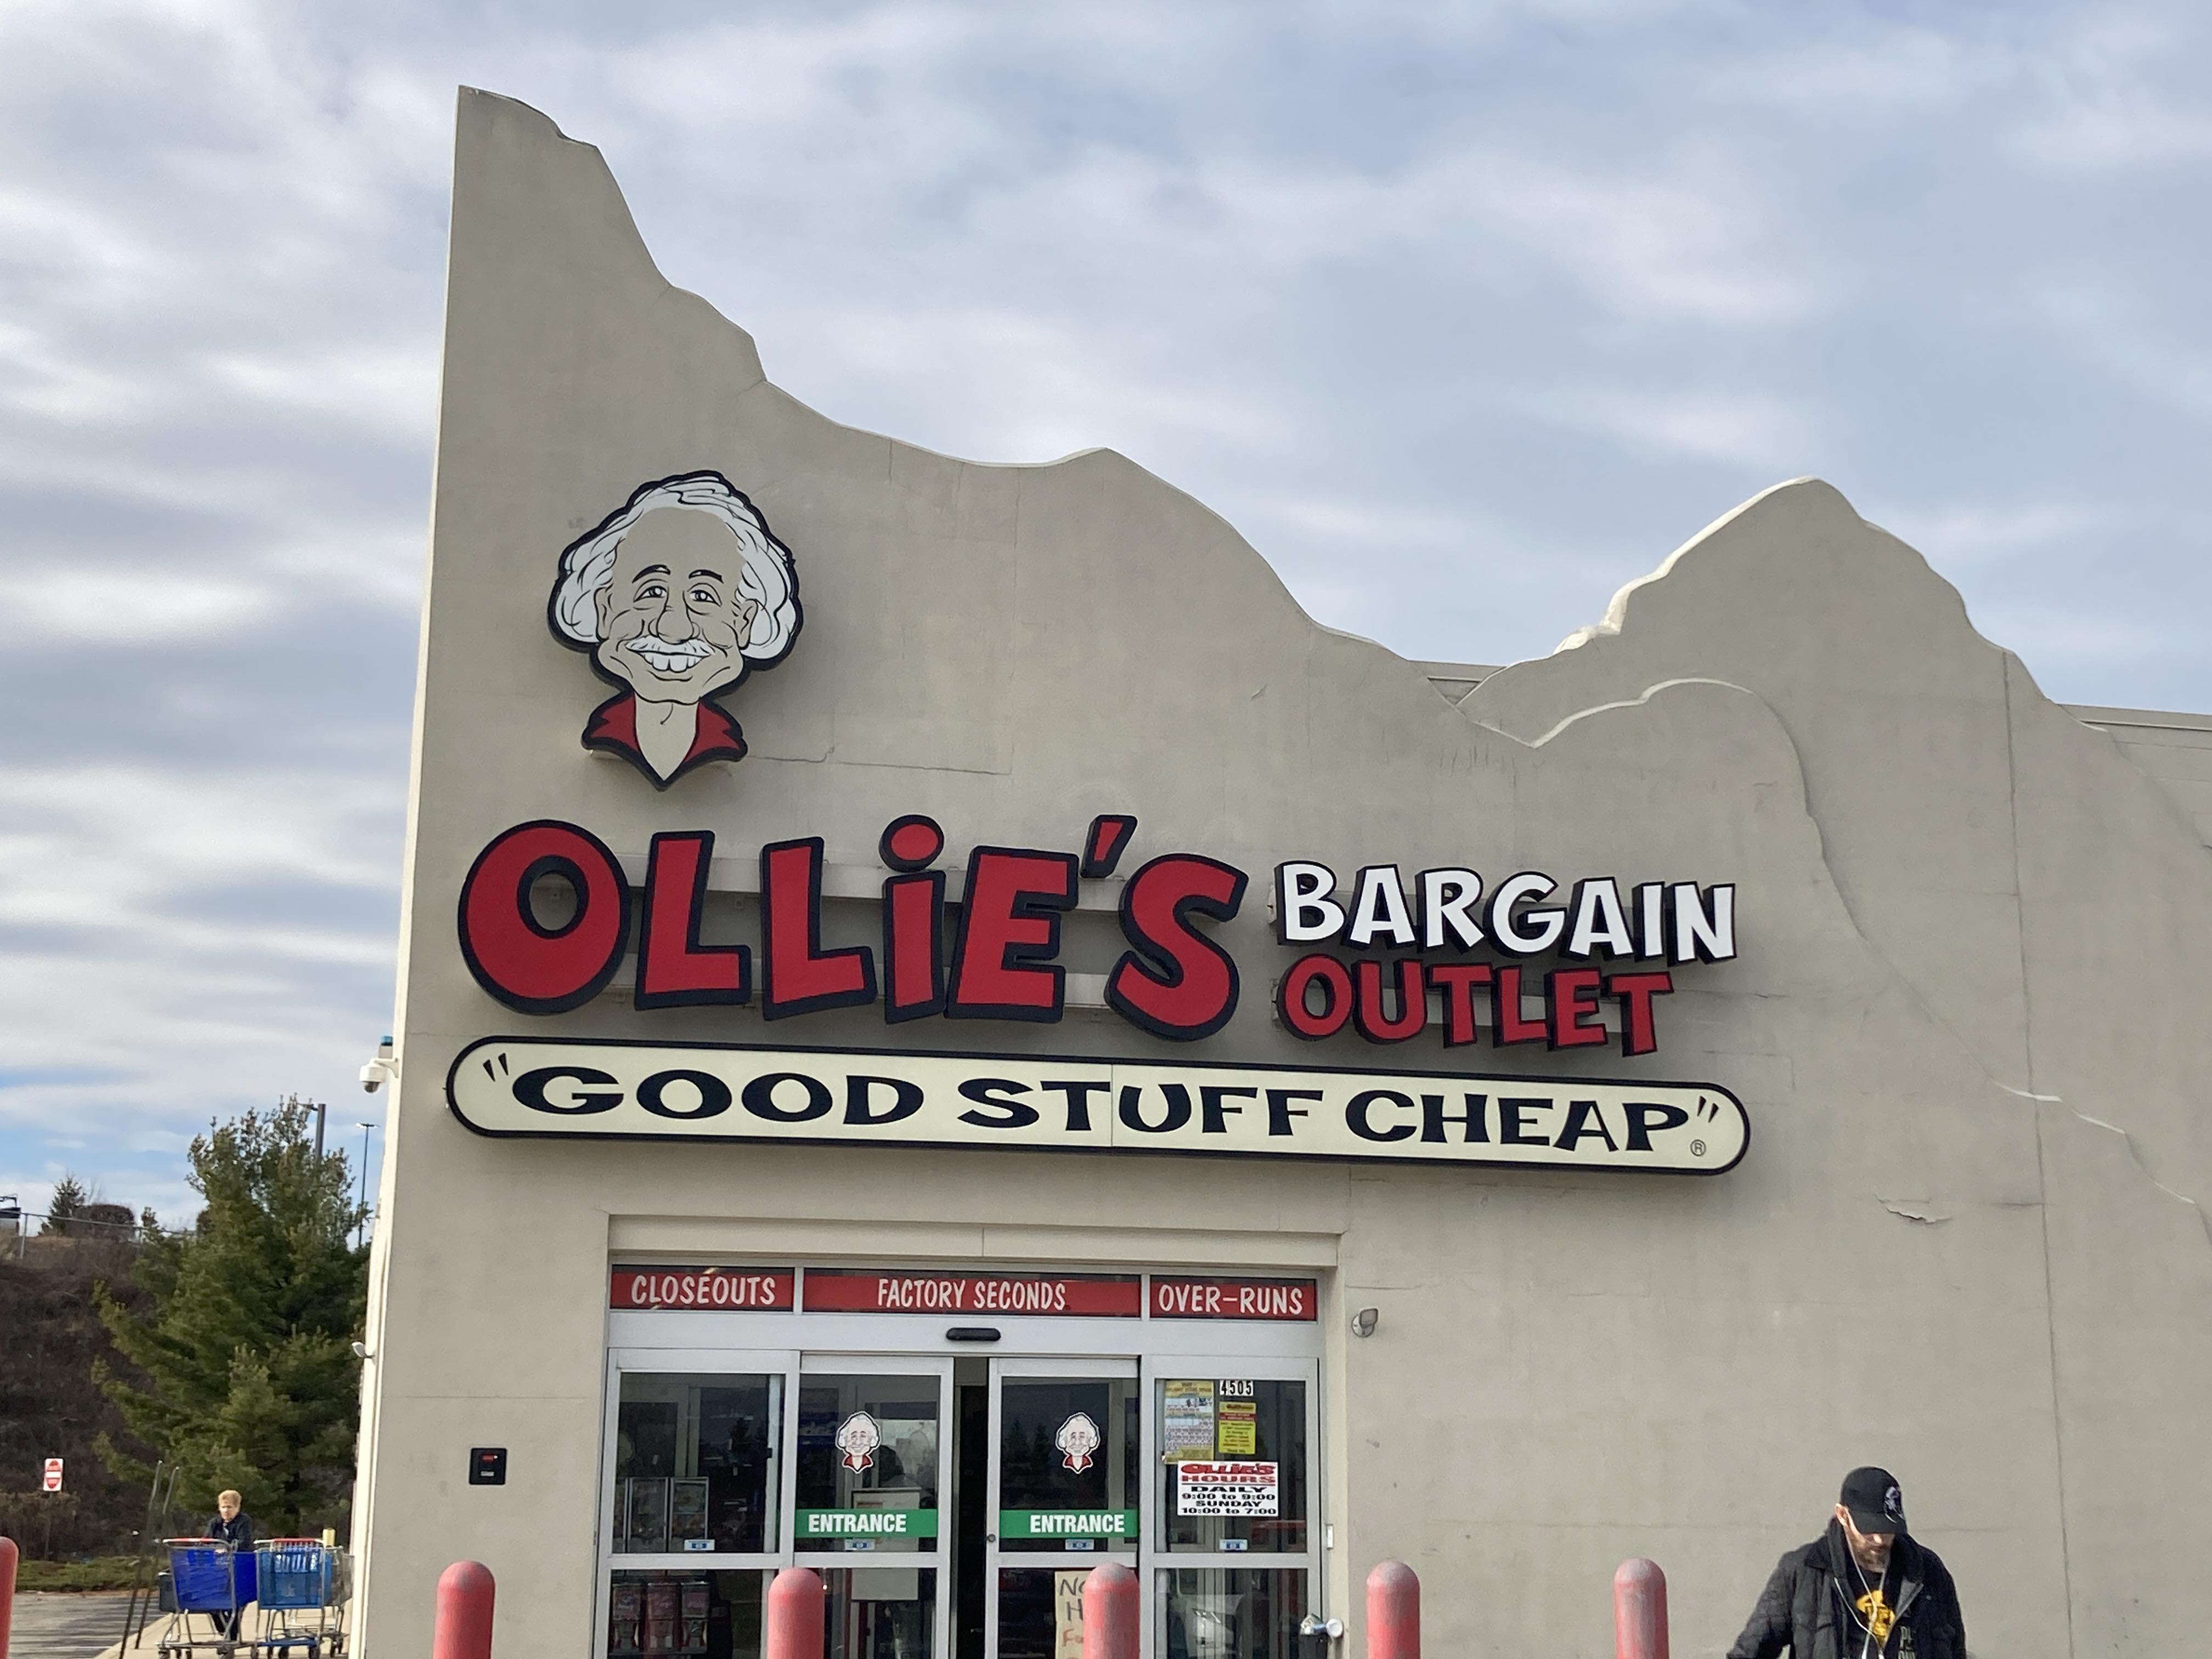 OLLiE'S BARGAIN
OUTLET
"GOOD STUFF CHEAP"
®
CLOSEOUTS FACTORY SECONDS OVER-RUNS
4505
OLLiE'S
HOURS
DAILY
9:00 to 9:00
SUNDAY
10:00 to 7:00
ENTRANCE ENTRANCE